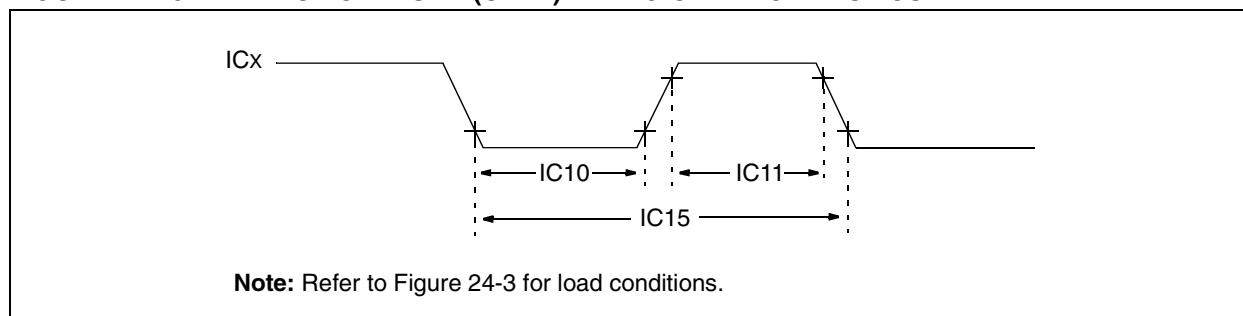 ICx
IC10
IC11
IC15
Note: Refer to Figure 24-3 for load conditions.